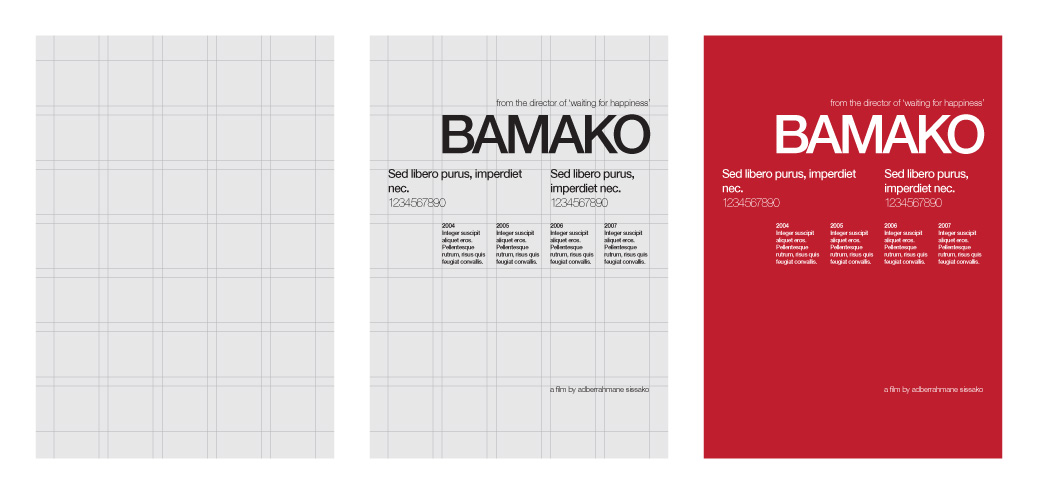 from the director of 'waiting for happiness'
BAMAKO
Sed libero purus, imperdiet
nec.
1234567890
Sed libero purus,
imperdiet nec.
1234567890
2004
Integer suscipit
aliquet eros.
Pellentesque
rutrum, risus quis
feugiat convallis.
2005
Integer suscipit
aliquet eros.
Pellentesque
rutrum, risus quis
feugiat convallis.
2006
Integer suscipit
aliquet eros.
Pellentesque
rutrum, risus quis
feugiat convallis.
2007
Integer suscipit
aliquet eros.
Pellentesque
rutrum, risus quis
feugiat convallis.
a film by adberrahmane sissako
from the director of 'waiting for happiness'
BAMAKO
Sed libero purus, imperdiet
nec.
1234567890
Sed libero purus,
imperdiet nec.
1234567890
2004
Integer suscipit
aliquet eros.
Pellentesque
rutrum, risus quis
feugiat convallis.
2005
Integer suscipit
aliquet eros.
Pellentesque
rutrum, risus quis
feugiat convallis.
2006
Integer suscipit
aliquet eros.
Pellentesque
rutrum, risus quis
feugiat convallis.
2007
Integer suscipit
aliquet eros.
Pellentesque
rutrum, risus quis
feugiat convallis.
a film by adberrahmane sissako